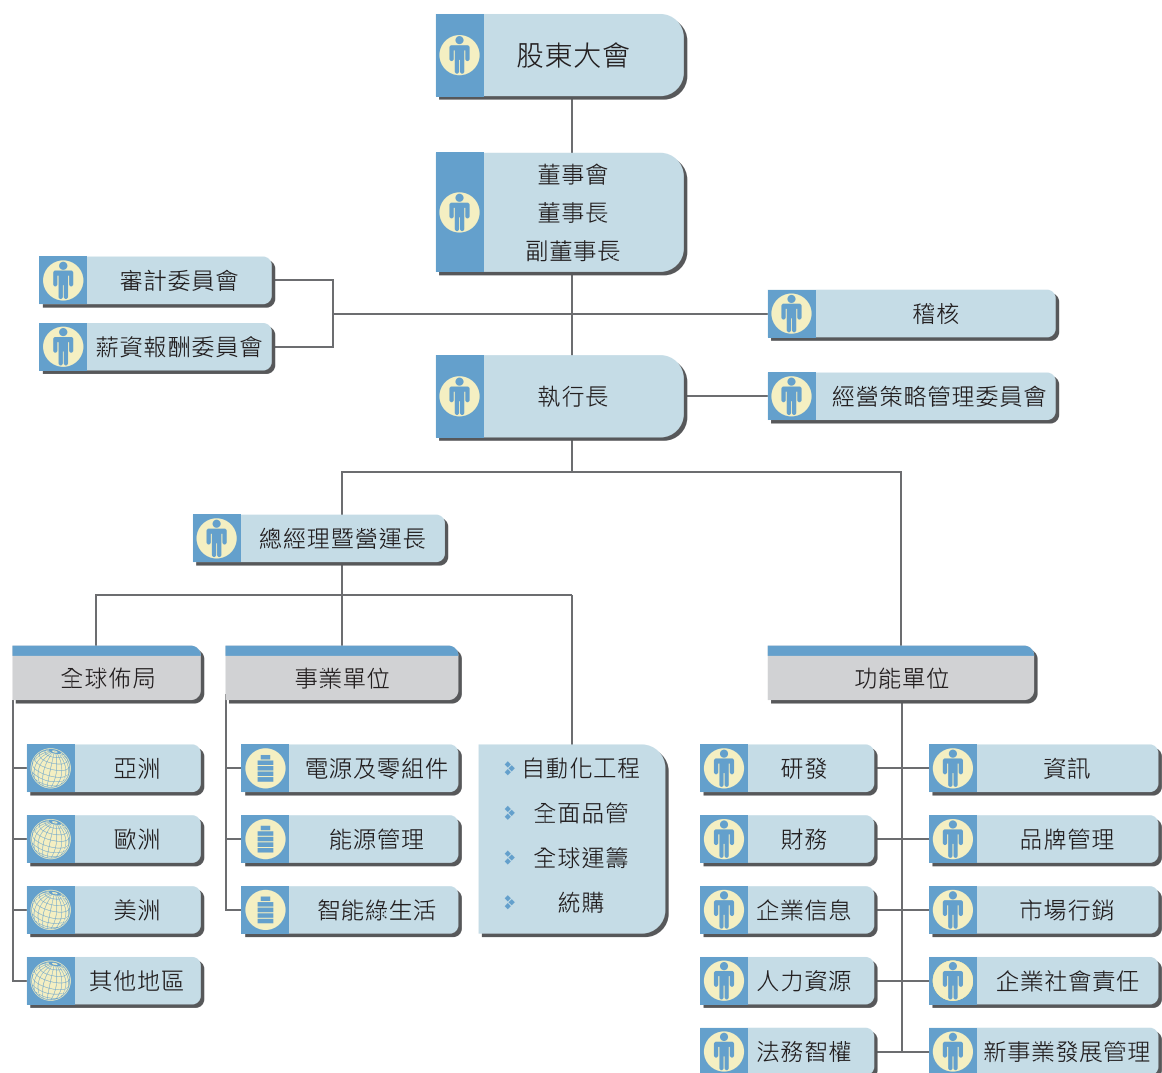 股東大會
董事會
董事長
副董事長
審計委員會
薪資報酬委員會
稽核
執行長
經營策略管理委員會
總經理暨營運長
全球佈局
事業單位
功能單位
亞洲
歐洲
美洲
其他地區
電源及零組件
能源管理
智能綠生活
自動化工程
全面品管
全球運籌
統購
研發
財務
企業信息
人力資源
法務智權
資訊
品牌管理
市場行銷
企業社會責任
新事業發展管理